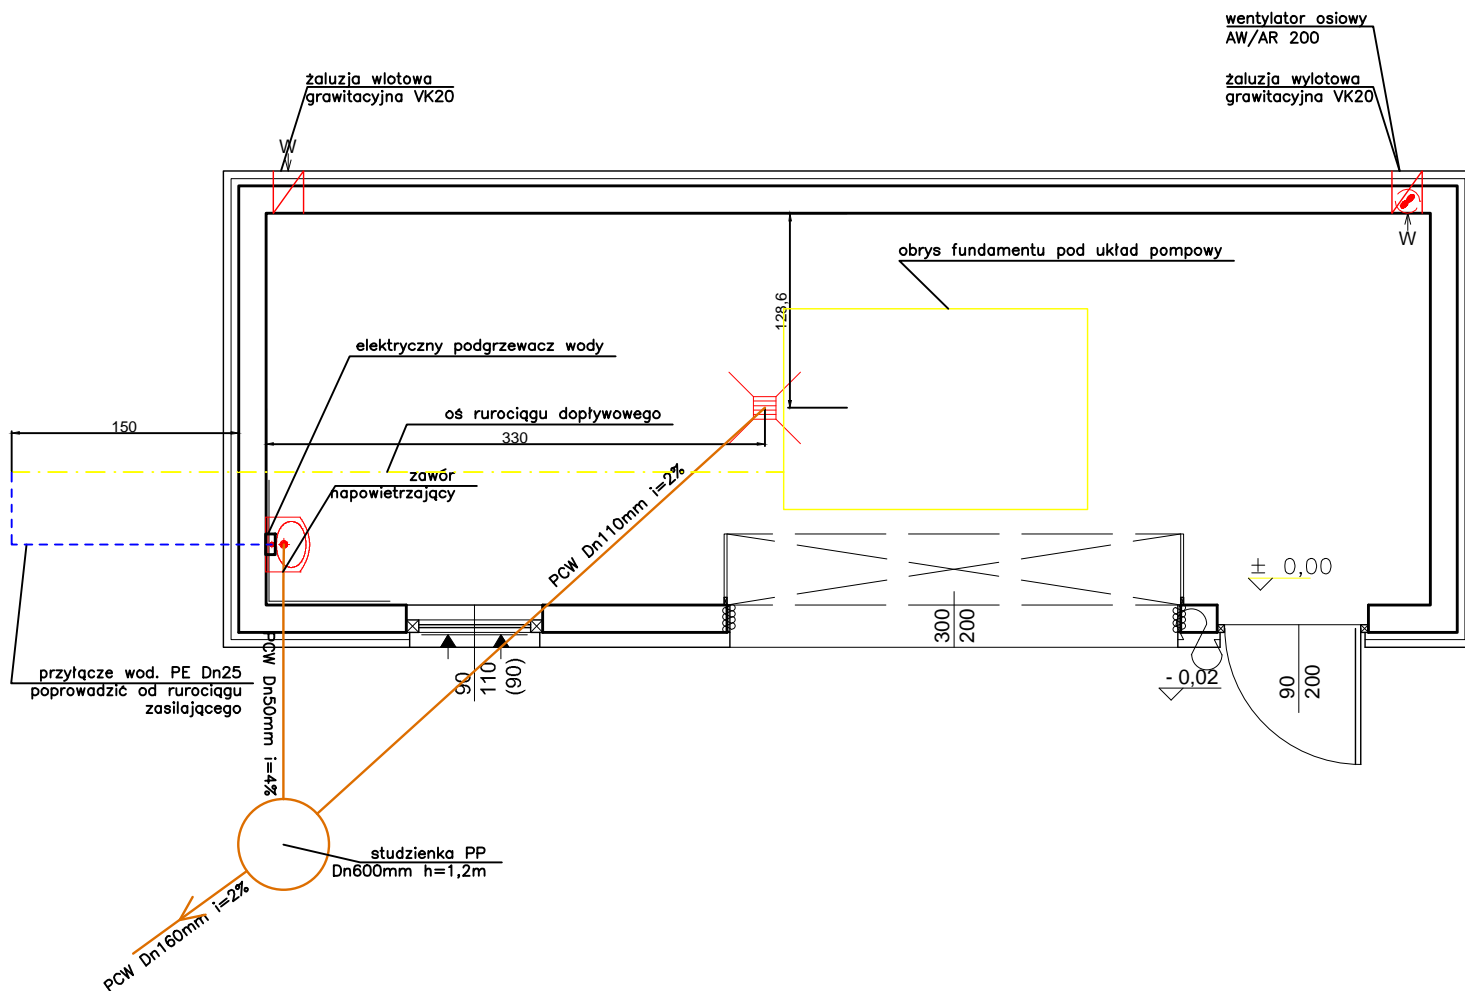 wentylator osiowy
AW/AR 200
żaluzja wylotowa
grawitacyjna VK20
żaluzja wlotowa
grawitacyjna VK20
W
W
obrys fundamentu pod układ pompowy
128,6
elektryczny podgrzewacz wody
oś rurociągu dopływowego
150
330
zawór
napowietrzający
PCW Dn110mm i=2%
± 0,00
300
200
90
110
(90)
- 0,02
90
200
przyłącze wod. PE Dn25
poprowadzić od rurociągu
zasilającego
PCW Dn50mm i=4%
studzienka PP
Dn600mm h=1,2m
PCW Dn160mm i=2%